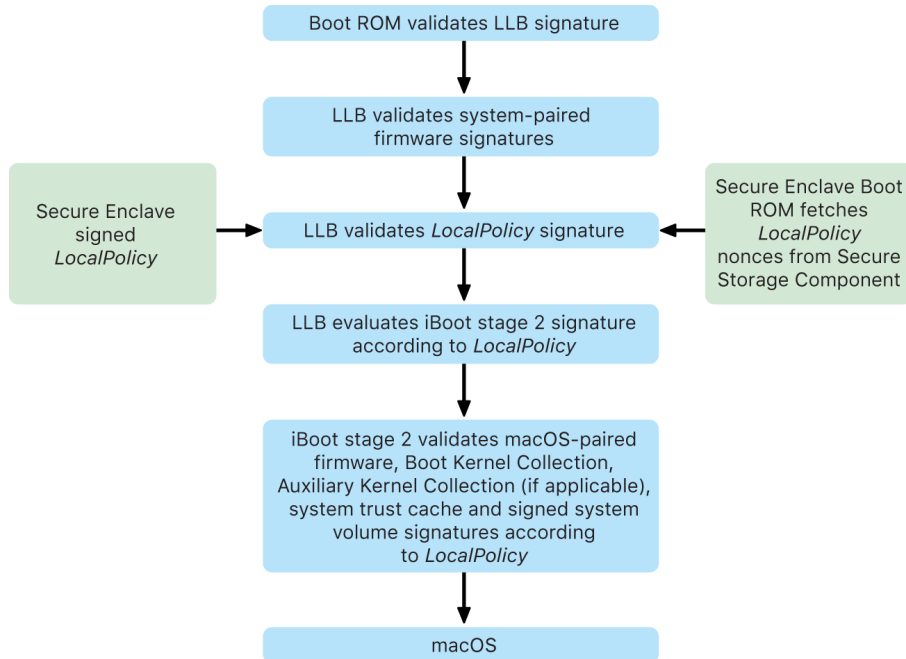 Boot ROM validates LLB signature
LLB validates system-paired
firmware signatures
Secure Enclave
signed
LocalPolicy
LLB validates LocalPolicy signature
Secure Enclave Boot
ROM fetches
LocalPolicy
nonces from Secure
Storage Component
LLB evaluates iBoot stage 2 signature
according to LocalPolicy
iBoot stage 2 validates macOS-paired
firmware, Boot Kernel Collection,
Auxiliary Kernel Collection (if applicable),
system trust cache and signed system
volume signatures according
to LocalPolicy
macOS